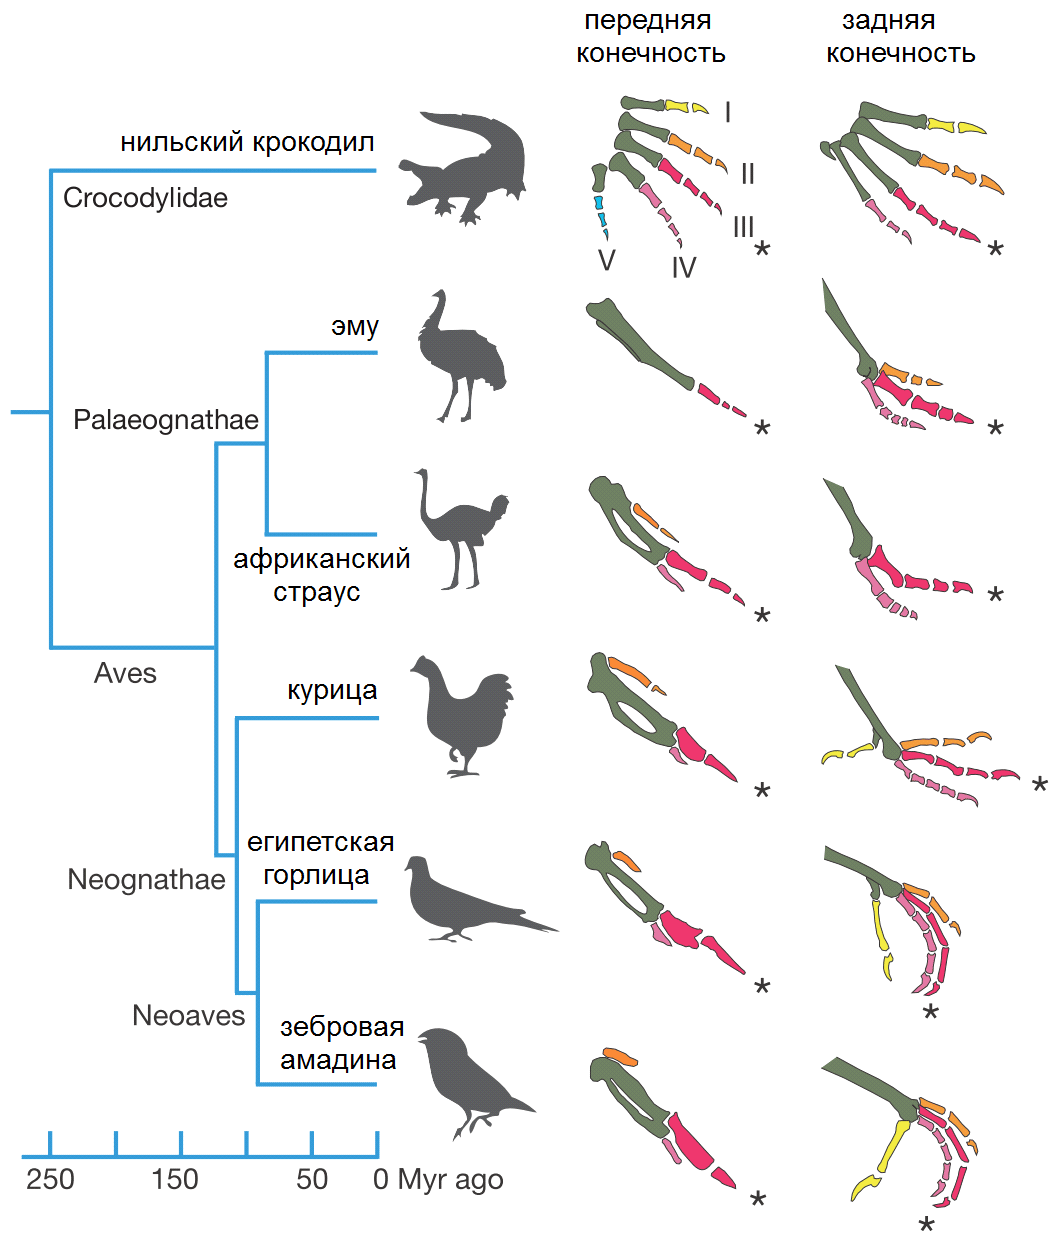 передняя
конечность
задняя
конечность
нильский крокодил
Crocodylidae
I
II
III
IV
V
*
*
эму
Palaeognathae
*
*
африканский
страус
*
*
Aves
курица
*
*
египетская
горлица
Neognathae
*
*
Neoaves
зебровая
амадина
*
*
250
150
50
0 Myr ago